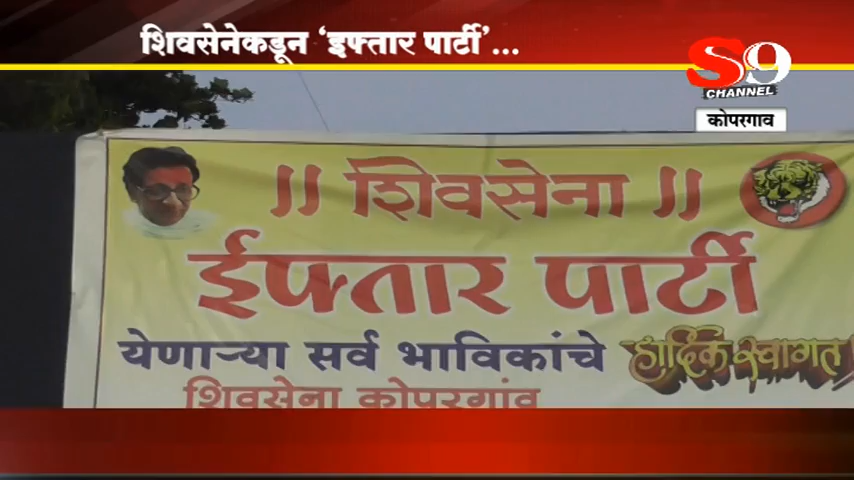 शिवसेनेकडून ‘इफ्तार पार्टी’...
S9
CHANNEL
कोपरगाव
।। शिवसेना ।।
ईफ्तार पार्टी
येणाऱ्या सर्व भाविकांचे
हार्दिक स्वागत
शिवसेना कोपरगांव